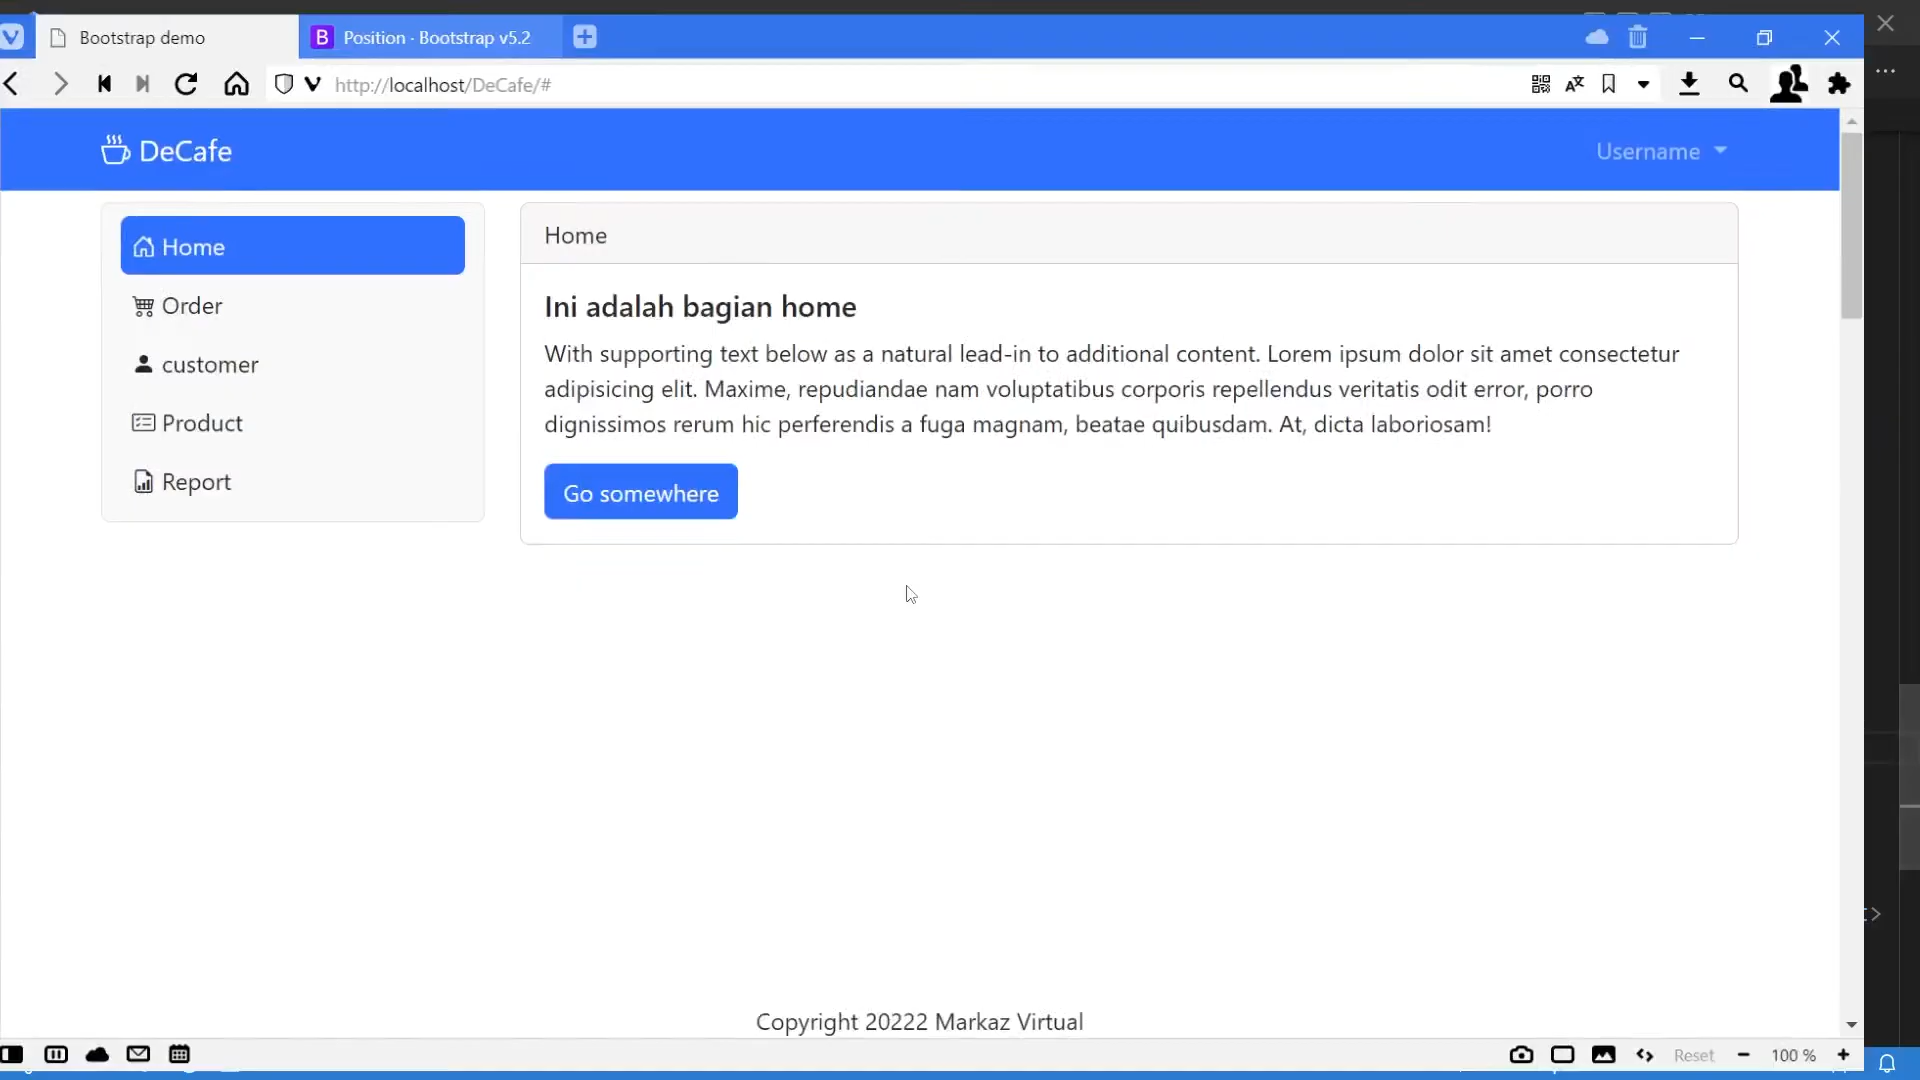 Bootstrap demo
Position · Bootstrap v5.2
http://localhost/DeCafe/#
DeCafe
Username
Home
Order
customer
Product
Report
Home
Ini adalah bagian home
With supporting text below as a natural lead-in to additional content. Lorem ipsum dolor sit amet consectetur
adipisicing elit. Maxime, repudiandae nam voluptatibus corporis repellendus veritatis odit error, porro
dignissimos rerum hic perferendis a fuga magnam, beatae quibusdam. At, dicta laboriosam!
Go somewhere
Copyright 20222 Markaz Virtual
Reset
100 %